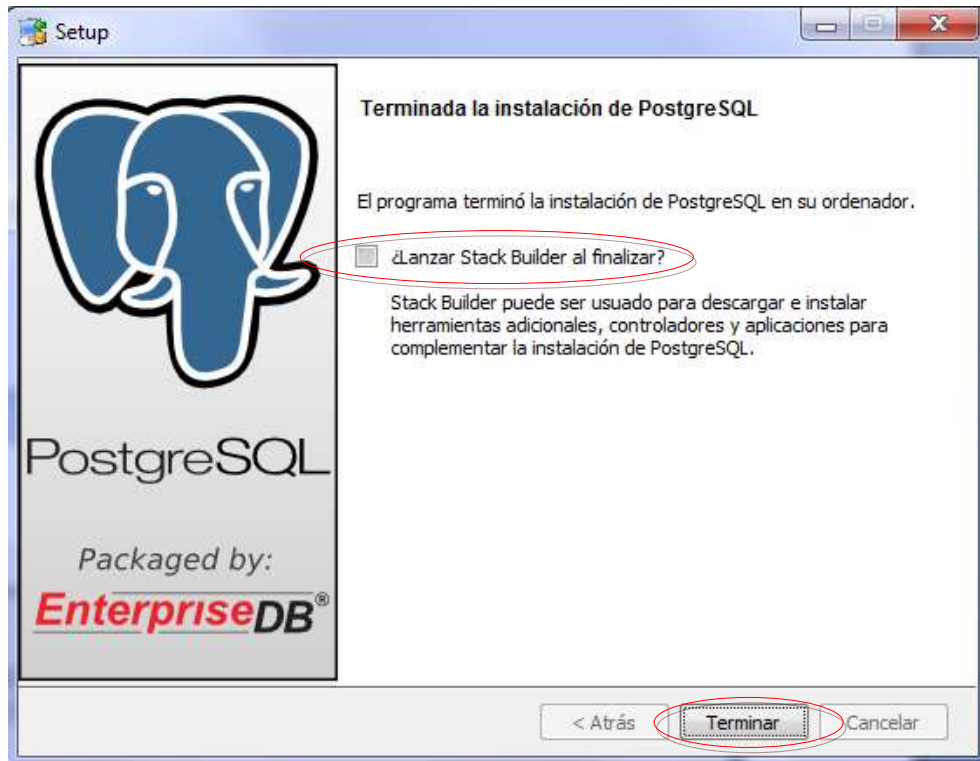 Setup
Terminada la instalación de PostgreSQL
El programa terminó la instalación de PostgreSQL en su ordenador.
¿Lanzar Stack Builder al finalizar?
Stack Builder puede ser usado para descargar e instalar
herramientas adicionales, controladores y aplicaciones para
complementar la instalación de PostgreSQL.
PostgreSQL
Packaged by:
EnterpriseDB®
< Atrás
Terminar
Cancelar